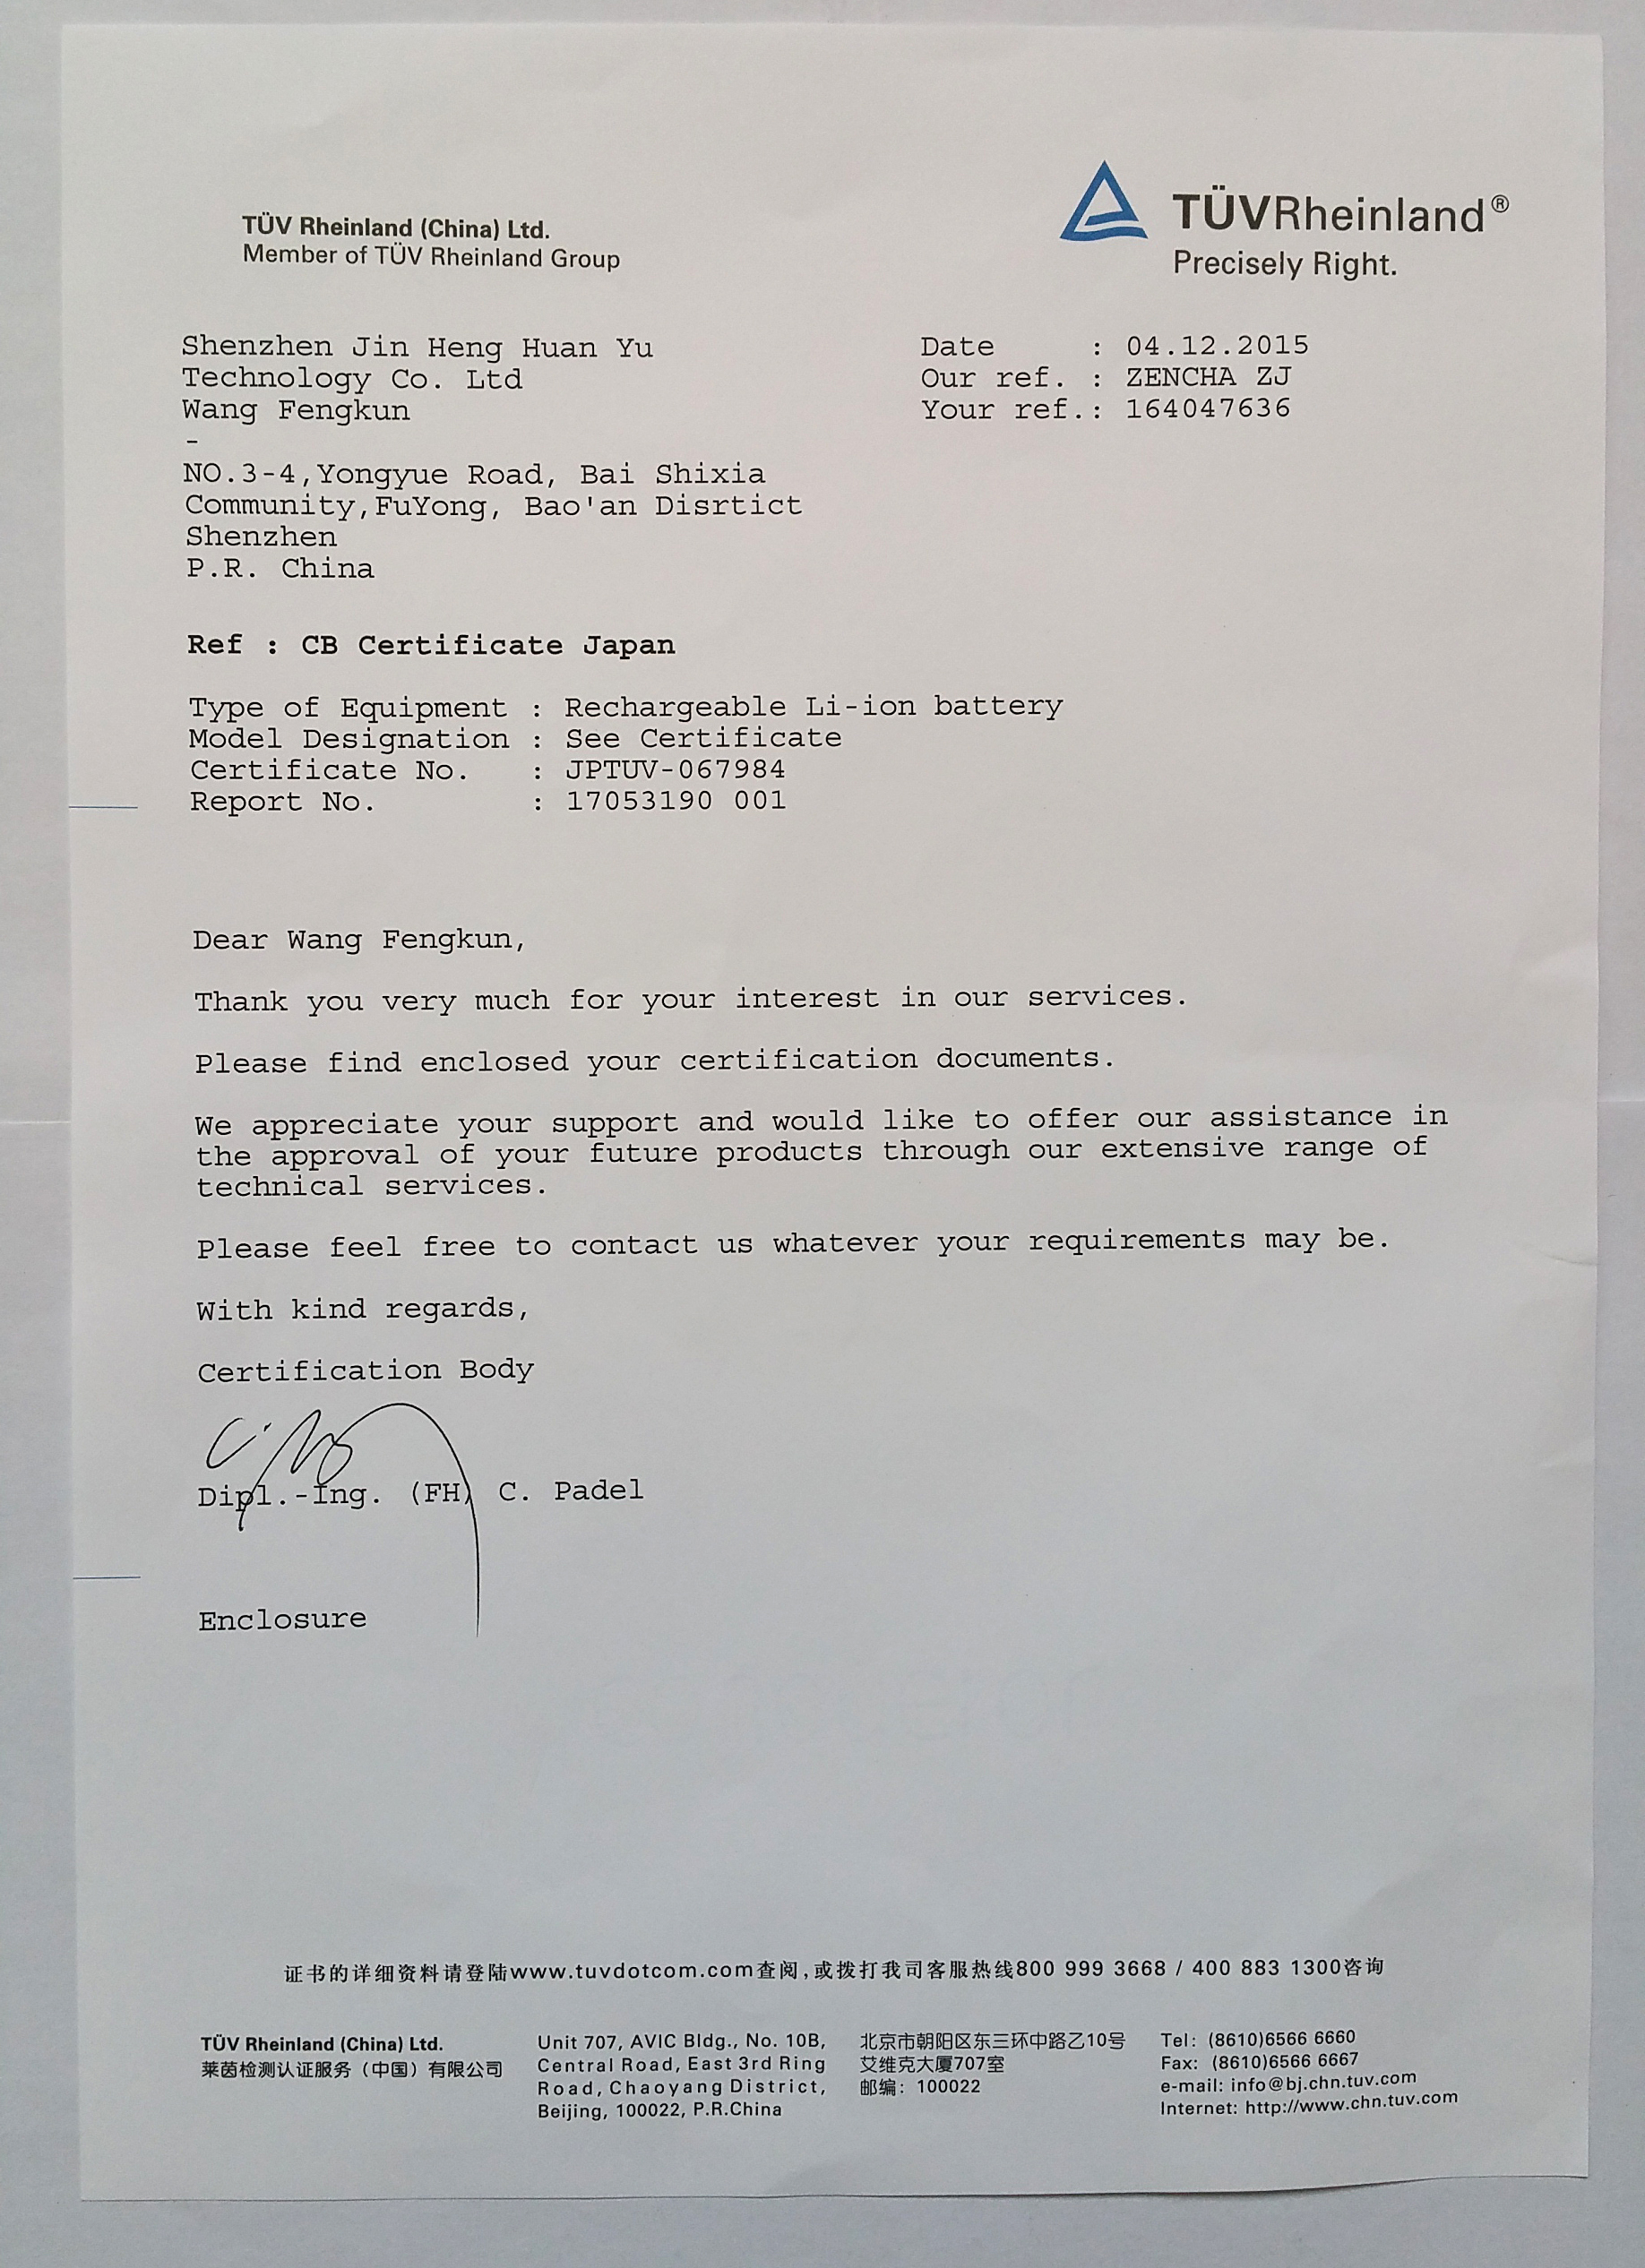 TÜV Rheinland (China) Ltd.
Member of TÜV Rheinland Group
TÜVRheinland®
Precisely Right.
Shenzhen Jin Heng Huan Yu
Technology Co. Ltd
Wang Fengkun
-
NO.3-4,Yongyue Road, Bai Shixia
Community,FuYong, Bao'an Disrtict
Shenzhen
P.R. China
Date : 04.12.2015
Our ref. : ZENCHA ZJ
Your ref.: 164047636
Ref : CB Certificate Japan
Type of Equipment : Rechargeable Li-ion battery
Model Designation : See Certificate
Certificate No. : JPTUV-067984
Report No. : 17053190 001
Dear Wang Fengkun,
Thank you very much for your interest in our services.
Please find enclosed your certification documents.
We appreciate your support and would like to offer our assistance in
the approval of your future products through our extensive range of
technical services.
Please feel free to contact us whatever your requirements may be.
With kind regards,
Certification Body
Dipl.-Ing. (FH) C. Padel
Enclosure
证书的详细资料请登陆www.tuvdotcom.com查阅,或拨打我司客服热线800 999 3668 / 400 883 1300咨询
TÜV Rheinland (China) Ltd.
莱茵检测认证服务（中国）有限公司
Unit 707, AVIC Bldg., No. 10B,
Central Road, East 3rd Ring
Road, Chaoyang District,
Beijing, 100022, P.R.China
北京市朝阳区东三环中路乙10号
艾维克大厦707室
邮编：100022
Tel: (8610)6566 6660
Fax: (8610)6566 6667
e-mail: info@bj.chn.tuv.com
Internet: http://www.chn.tuv.com